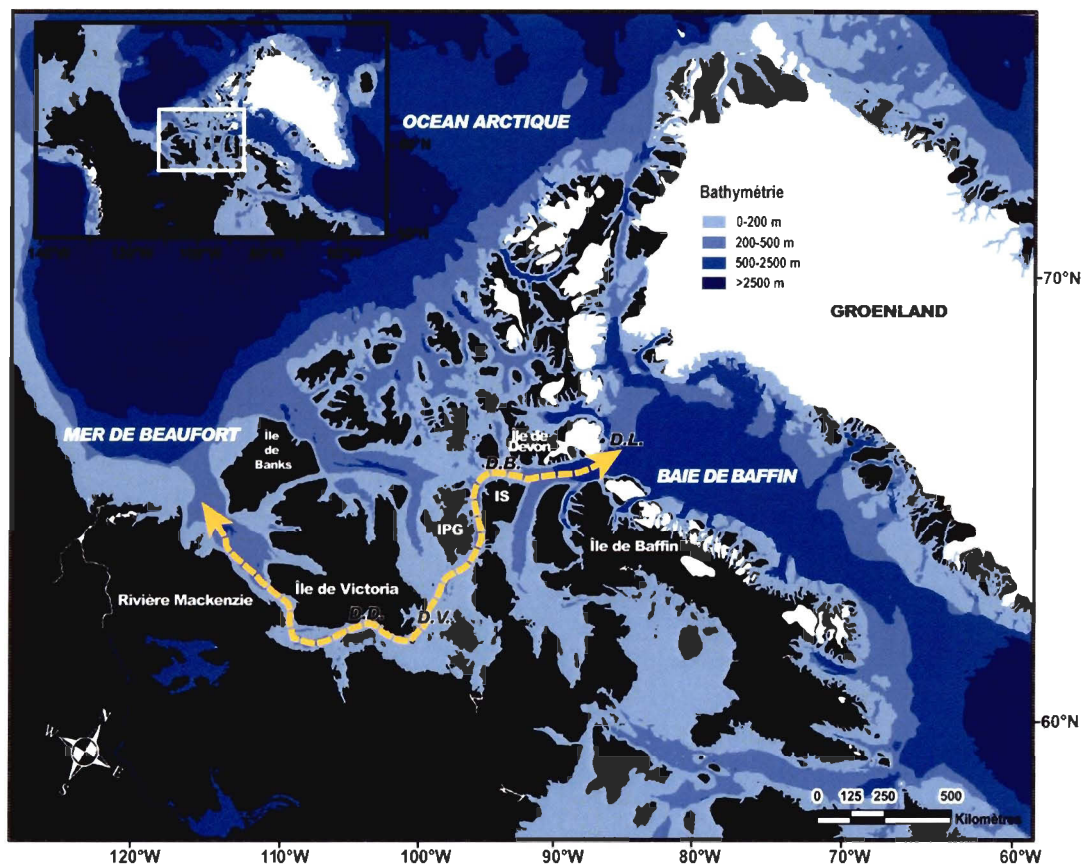 OCEAN ARCTIQUE
Bathymétrie
0-200 m
200-500 m
500-2500 m
>2500 m
70°N
GROENLAND
MER DE BEAUFORT
Île
de
Banks
Île de
Devon
D.L.
D.B.
BAIE DE BAFFIN
IS
IPG
Île de Baffin
Île de Victoria
Rivière Mackenzie
D.D.
D.V.
60°N
N
W
E
S
0 125 250 500
Kilomètres
120°W 110°W 100°W 90°W 80°W 70°W 60°W